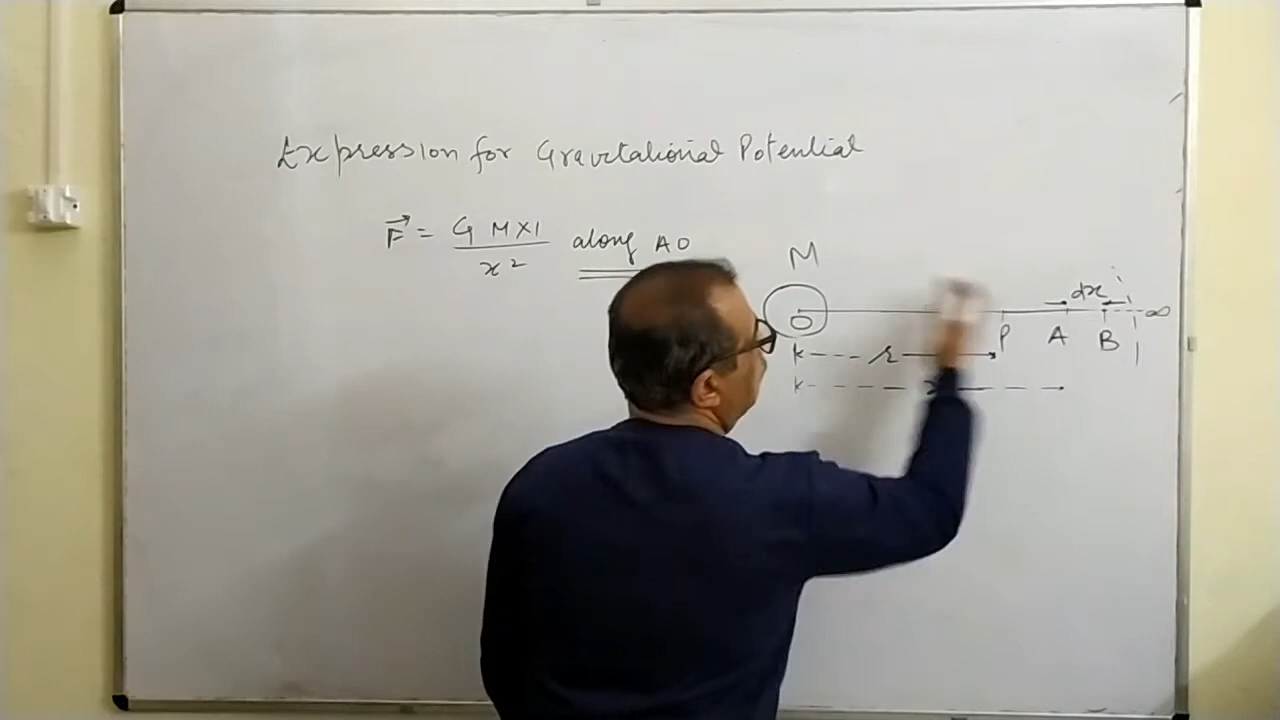 Expression for Gravitational Potential
F⃗ = G M X 1 / x² along AO
M
dx
∞
O
P
A
B
r
x